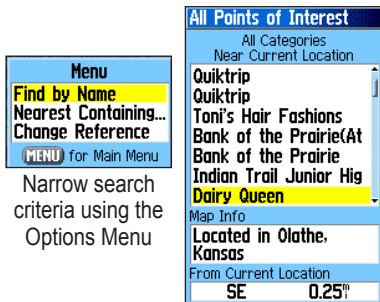 Menu
Find by Name
Nearest Containing...
Change Reference
MENU for Main Menu
Narrow search
criteria using the
Options Menu
All Points of Interest
All Categories
Near Current Location
Quiktrip
Quiktrip
Toni's Hair Fashions
Bank of the Prairie(At
Bank of the Prairie
Indian Trail Junior Hig
Dairy Queen
Map Info
Located in Olathe,
Kansas
From Current Location
SE 0.25m